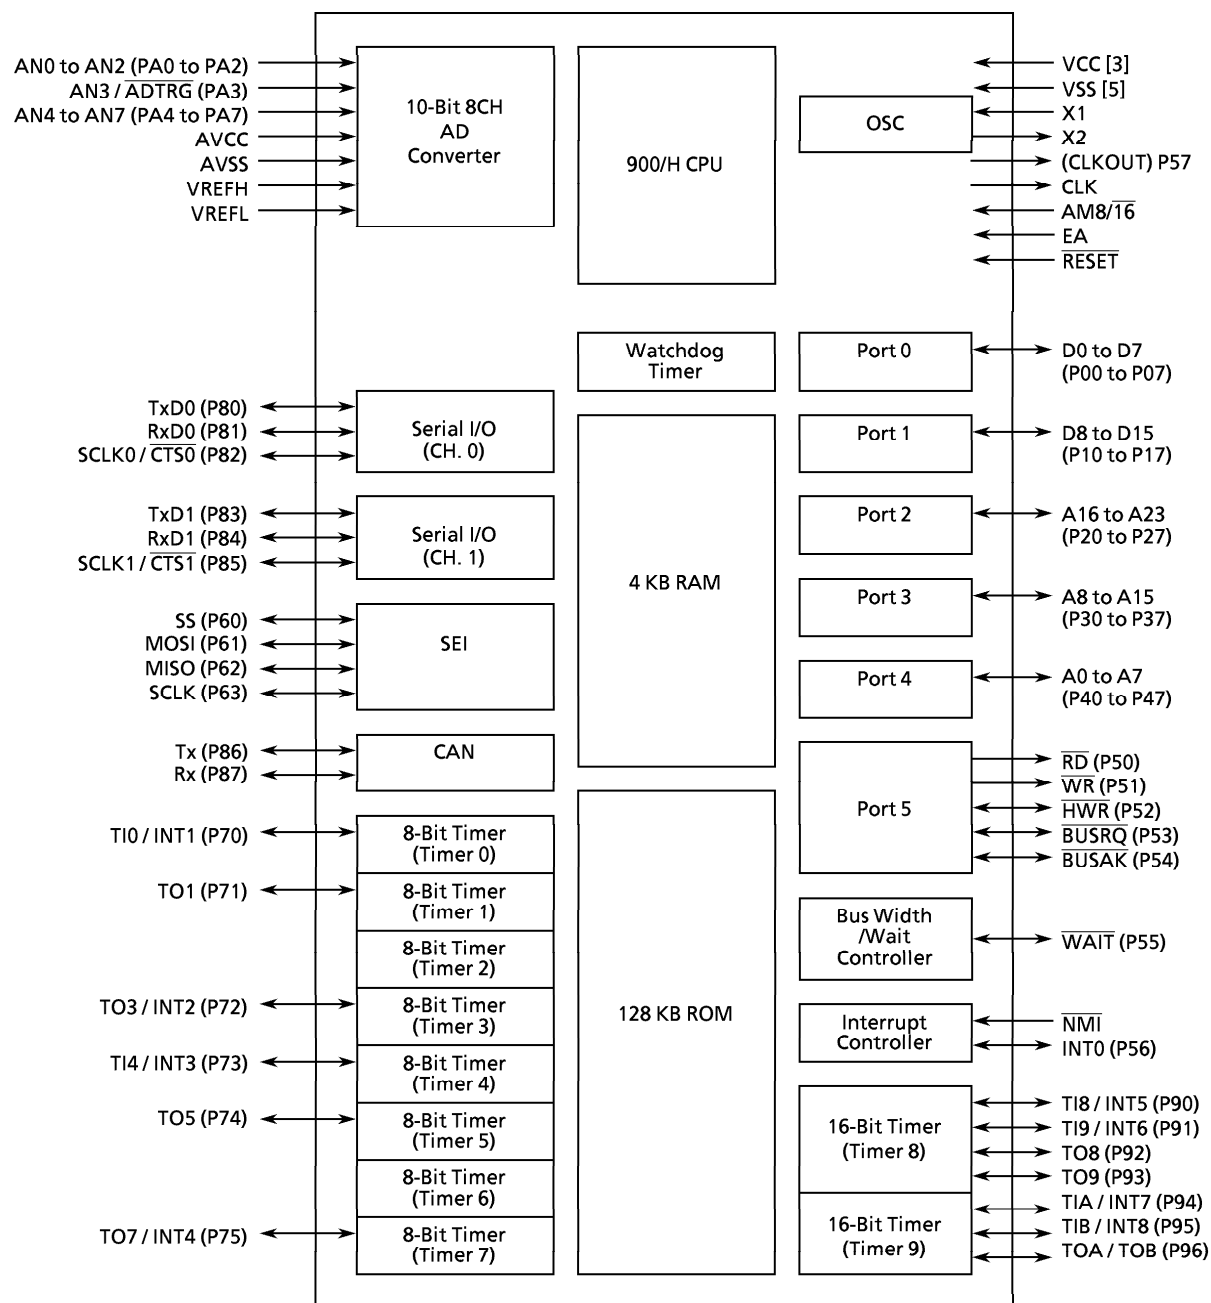 AN0 to AN2 (PA0 to PA2)
AN3 / ADTRG (PA3)
AN4 to AN7 (PA4 to PA7)
AVCC
AVSS
VREFH
VREFL
10-Bit 8CH
AD
Converter
900/H CPU
OSC
VCC [3]
VSS [5]
X1
X2
(CLKOUT) P57
CLK
AM8/16
EA
RESET
Watchdog
Timer
Port 0
D0 to D7
(P00 to P07)
TxD0 (P80)
RxD0 (P81)
SCLK0 / CTS0 (P82)
Serial I/O
(CH. 0)
Port 1
D8 to D15
(P10 to P17)
TxD1 (P83)
RxD1 (P84)
SCLK1 / CTS1 (P85)
Serial I/O
(CH. 1)
4 KB RAM
Port 2
A16 to A23
(P20 to P27)
SS (P60)
MOSI (P61)
MISO (P62)
SCLK (P63)
SEI
Port 3
A8 to A15
(P30 to P37)
Port 4
A0 to A7
(P40 to P47)
Tx (P86)
Rx (P87)
CAN
Port 5
RD (P50)
WR (P51)
HWR (P52)
BUSRQ (P53)
BUSAK (P54)
TI0 / INT1 (P70)
8-Bit Timer
(Timer 0)
TO1 (P71)
8-Bit Timer
(Timer 1)
8-Bit Timer
(Timer 2)
TO3 / INT2 (P72)
8-Bit Timer
(Timer 3)
TI4 / INT3 (P73)
8-Bit Timer
(Timer 4)
TO5 (P74)
8-Bit Timer
(Timer 5)
8-Bit Timer
(Timer 6)
TO7 / INT4 (P75)
8-Bit Timer
(Timer 7)
128 KB ROM
Bus Width
/Wait
Controller
WAIT (P55)
Interrupt
Controller
NMI
INT0 (P56)
16-Bit Timer
(Timer 8)
TI8 / INT5 (P90)
TI9 / INT6 (P91)
TO8 (P92)
TO9 (P93)
16-Bit Timer
(Timer 9)
TIA / INT7 (P94)
TIB / INT8 (P95)
TOA / TOB (P96)